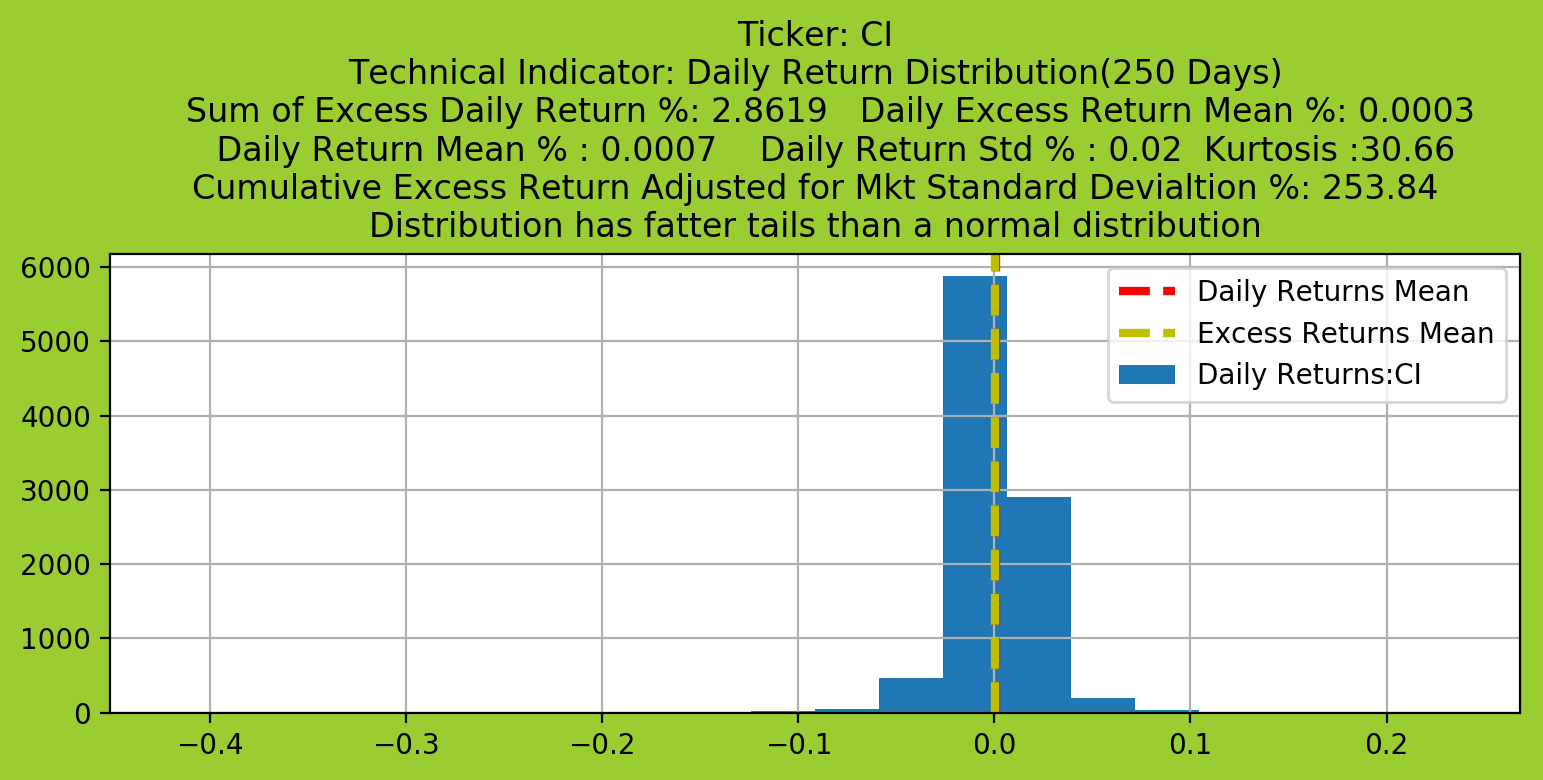 Ticker: CI
Technical Indicator: Daily Return Distribution(250 Days)
Sum of Excess Daily Return %: 2.8619   Daily Excess Return Mean %: 0.0003
Daily Return Mean % : 0.0007    Daily Return Std % : 0.02  Kurtosis :30.66
Cumulative Excess Return Adjusted for Mkt Standard Devialtion %: 253.84
Distribution has fatter tails than a normal distribution
6000
5000
4000
3000
2000
1000
0
Daily Returns Mean
Excess Returns Mean
Daily Returns:CI
−0.4 −0.3 −0.2 −0.1 0.0 0.1 0.2